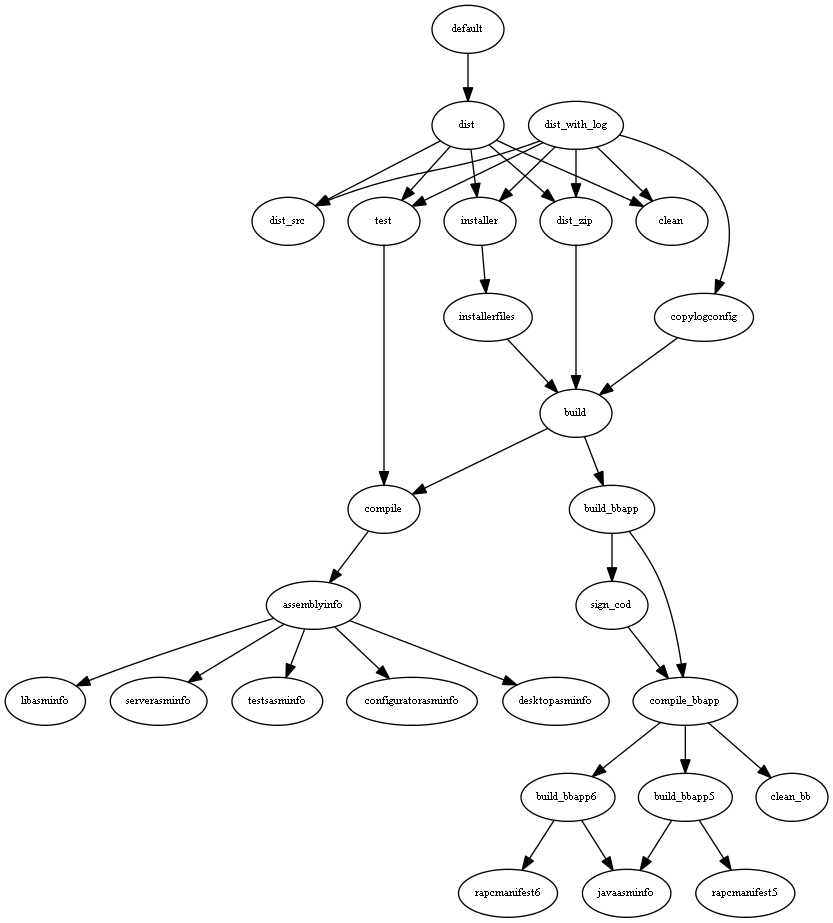 default
dist
dist_with_log
dist_src
test
installer
dist_zip
clean
installerfiles
copylogconfig
build
compile
build_bbapp
assemblyinfo
sign_cod
libasminfo
serverasminfo
testsasminfo
configuratorasminfo
desktopasminfo
compile_bbapp
build_bbapp6
build_bbapp5
clean_bb
rapcmanifest6
javaasminfo
rapcmanifest5